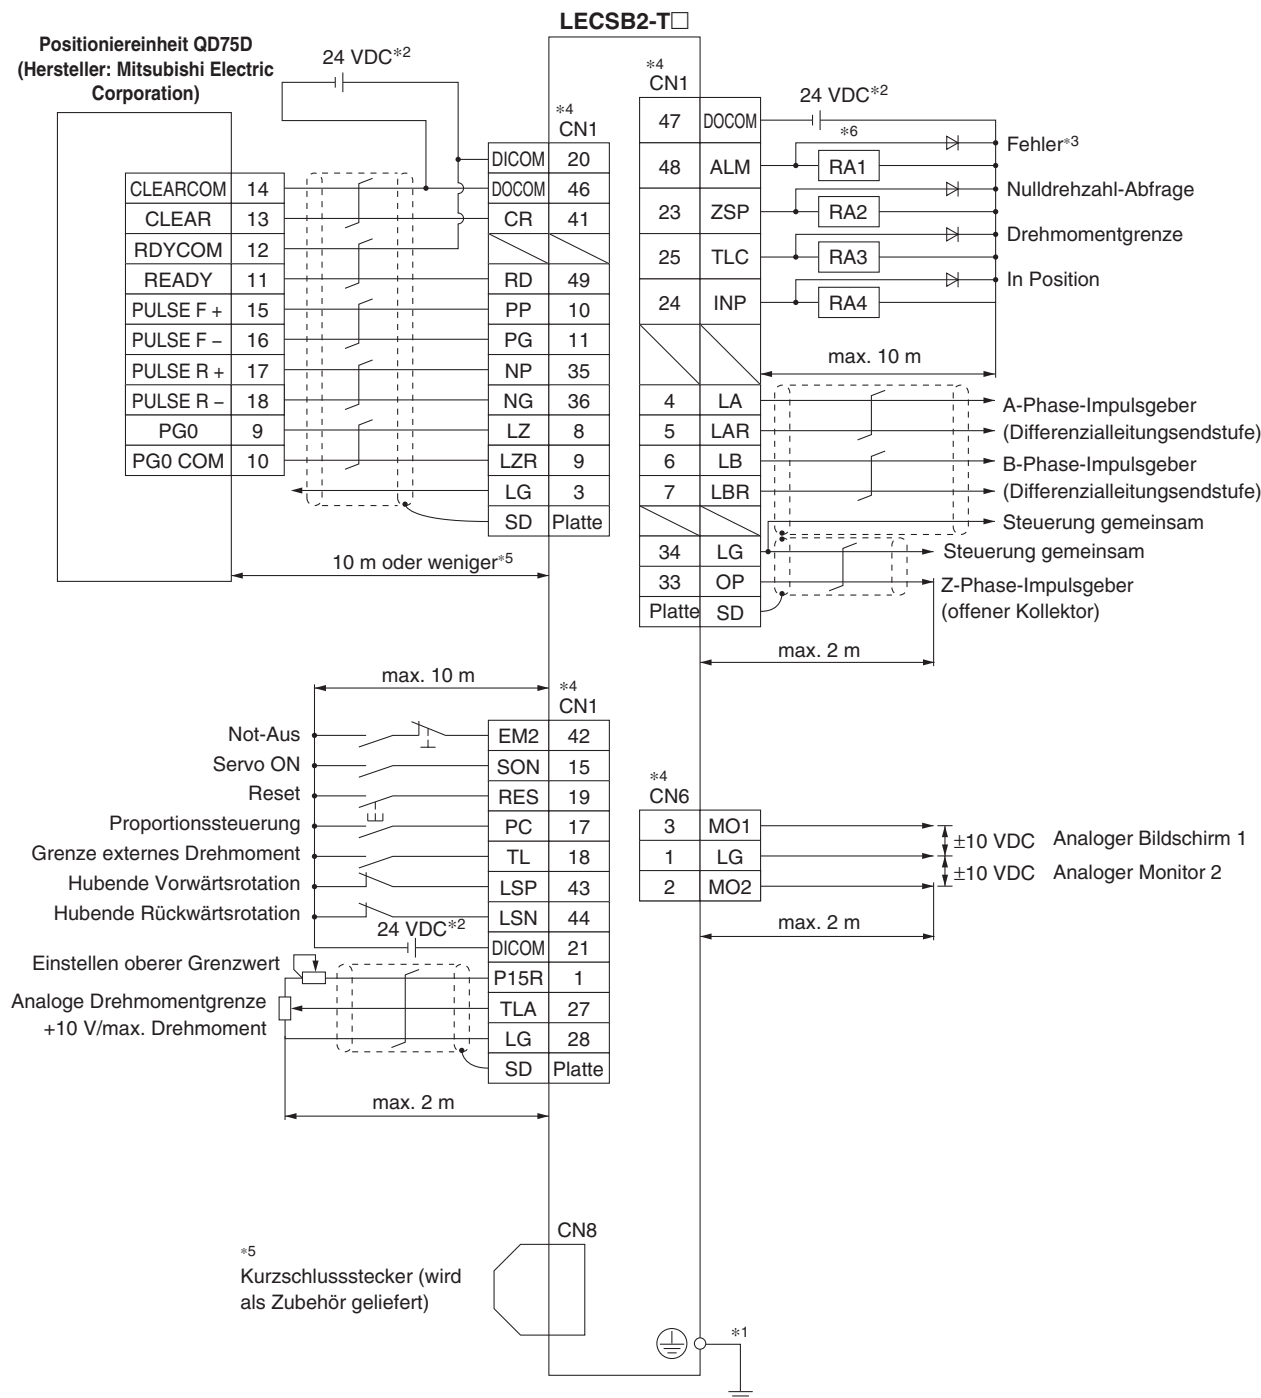 LECSB2-T□
Positioniereinheit QD75D
(Hersteller: Mitsubishi Electric
Corporation)
24 VDC*2
*4
CN1
DICOM 20
CLEARCOM 14 DOCOM 46
CLEAR 13 CR 41
RDYCOM 12
READY 11 RD 49
PULSE F + 15 PP 10
PULSE F − 16 PG 11
PULSE R + 17 NP 35
PULSE R − 18 NG 36
PG0 9 LZ 8
PG0 COM 10 LZR 9
LG 3
SD Platte
10 m oder weniger*5
*4
CN1
24 VDC*2
47 DOCOM
*6
Fehler*3
48 ALM RA1
Nulldrehzahl-Abfrage
23 ZSP RA2
Drehmomentgrenze
25 TLC RA3
In Position
24 INP RA4
max. 10 m
4 LA A-Phase-Impulsgeber
5 LAR (Differenzialleitungsendstufe)
6 LB B-Phase-Impulsgeber
7 LBR (Differenzialleitungsendstufe)
Steuerung gemeinsam
34 LG Steuerung gemeinsam
33 OP Z-Phase-Impulsgeber
Platte SD (offener Kollektor)
max. 2 m
max. 10 m
*4
CN1
Not-Aus EM2 42
Servo ON SON 15
Reset RES 19
Proportionssteuerung PC 17
Grenze externes Drehmoment TL 18
Hubende Vorwärtsrotation LSP 43
Hubende Rückwärtsrotation LSN 44
24 VDC*2
DICOM 21
Einstellen oberer Grenzwert P15R 1
Analoge Drehmomentgrenze TLA 27
+10 V/max. Drehmoment LG 28
SD Platte
max. 2 m
*4
CN6
3 MO1
±10 VDC Analoger Bildschirm 1
1 LG
±10 VDC Analoger Monitor 2
2 MO2
max. 2 m
CN8
*5
Kurzschlussstecker (wird
als Zubehör geliefert)
*1